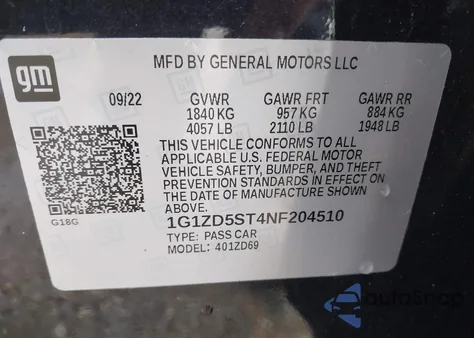 gm
MFD BY GENERAL MOTORS LLC
09/22 GVWR GAWR FRT GAWR RR
1840 KG 957 KG 884 KG
4057 LB 2110 LB 1948 LB
THIS VEHICLE CONFORMS TO ALL
APPLICABLE U.S. FEDERAL MOTOR
VEHICLE SAFETY, BUMPER, AND THEFT
PREVENTION STANDARDS IN EFFECT ON
THE DATE OF MANUFACTURE SHOWN
ABOVE.
G18G
1G1ZD5ST4NF204510
TYPE: PASS CAR
MODEL: 401ZD69
autoSnap